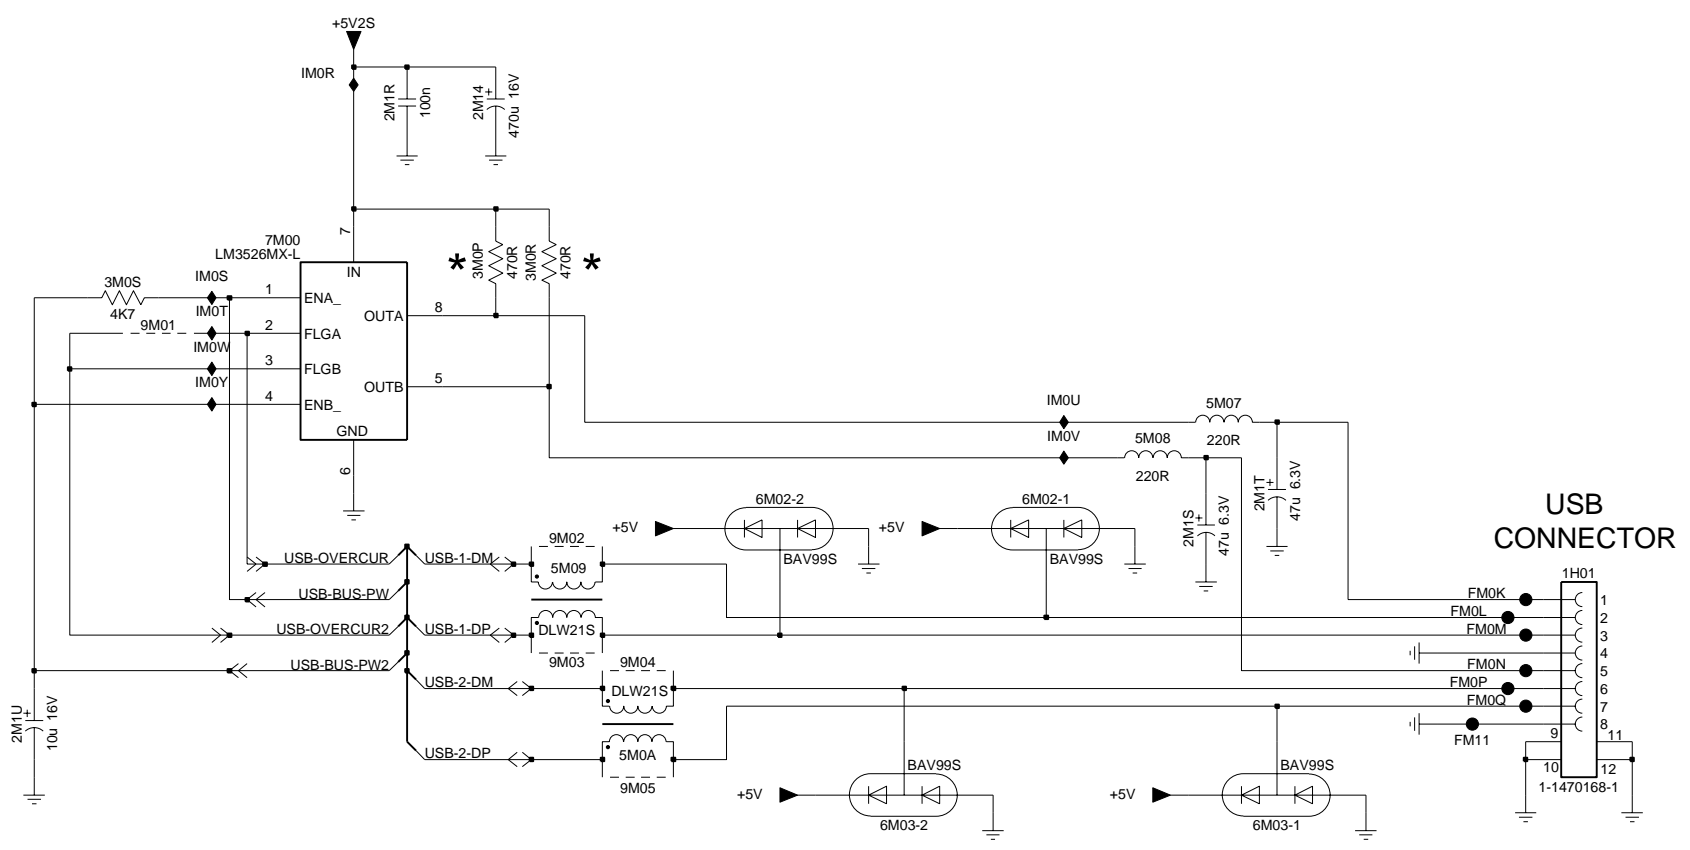 +5V2S
IM0R
2M1R
100n
2M14
+
470u 16V
7M00
LM3526MX-L
7
IN
3M0P
470R
3M0R
470R
*
*
3M0S
4K7
IM0S
1
ENA_
IM0T
9M01
2
FLGA
IM0W
3
FLGB
IM0Y
4
ENB_
OUTA
8
OUTB
5
GND
6
IM0U
5M07
220R
IM0V
5M08
220R
2M1T
+
47u 6.3V
2M1S
+
47u 6.3V
USB
CONNECTOR
6M02-2
+5V
BAV99S
6M02-1
+5V
BAV99S
USB-OVERCUR
USB-1-DM
9M02
5M09
USB-BUS-PW
USB-OVERCUR2
USB-1-DP
DLW21S
9M03
USB-BUS-PW2
9M04
USB-2-DM
DLW21S
USB-2-DP
5M0A
9M05
2M1U
+
10u 16V
+5V
BAV99S
6M03-2
+5V
BAV99S
6M03-1
1H01
FM0K
1
FM0L
2
FM0M
3
4
FM0N
5
FM0P
6
FM0Q
7
FM11
8
9
11
10
12
1-1470168-1